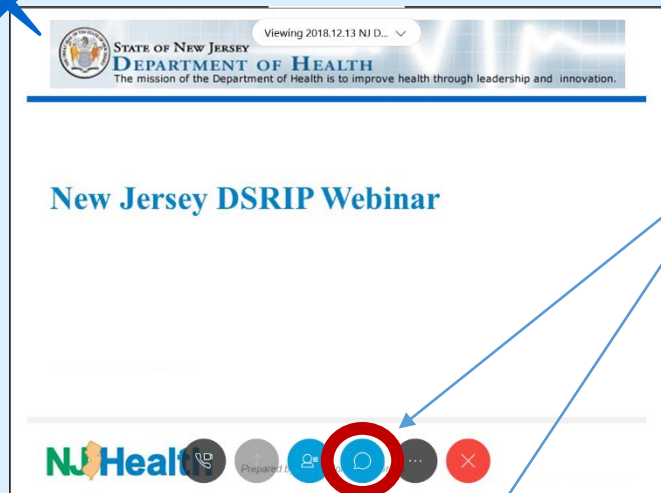 Viewing 2018.12.13 NJ D...
STATE OF NEW JERSEY
DEPARTMENT OF HEALTH
The mission of the Department of Health is to improve health through leadership and innovation.
New Jersey DSRIP Webinar
NJ Health
Prepared b